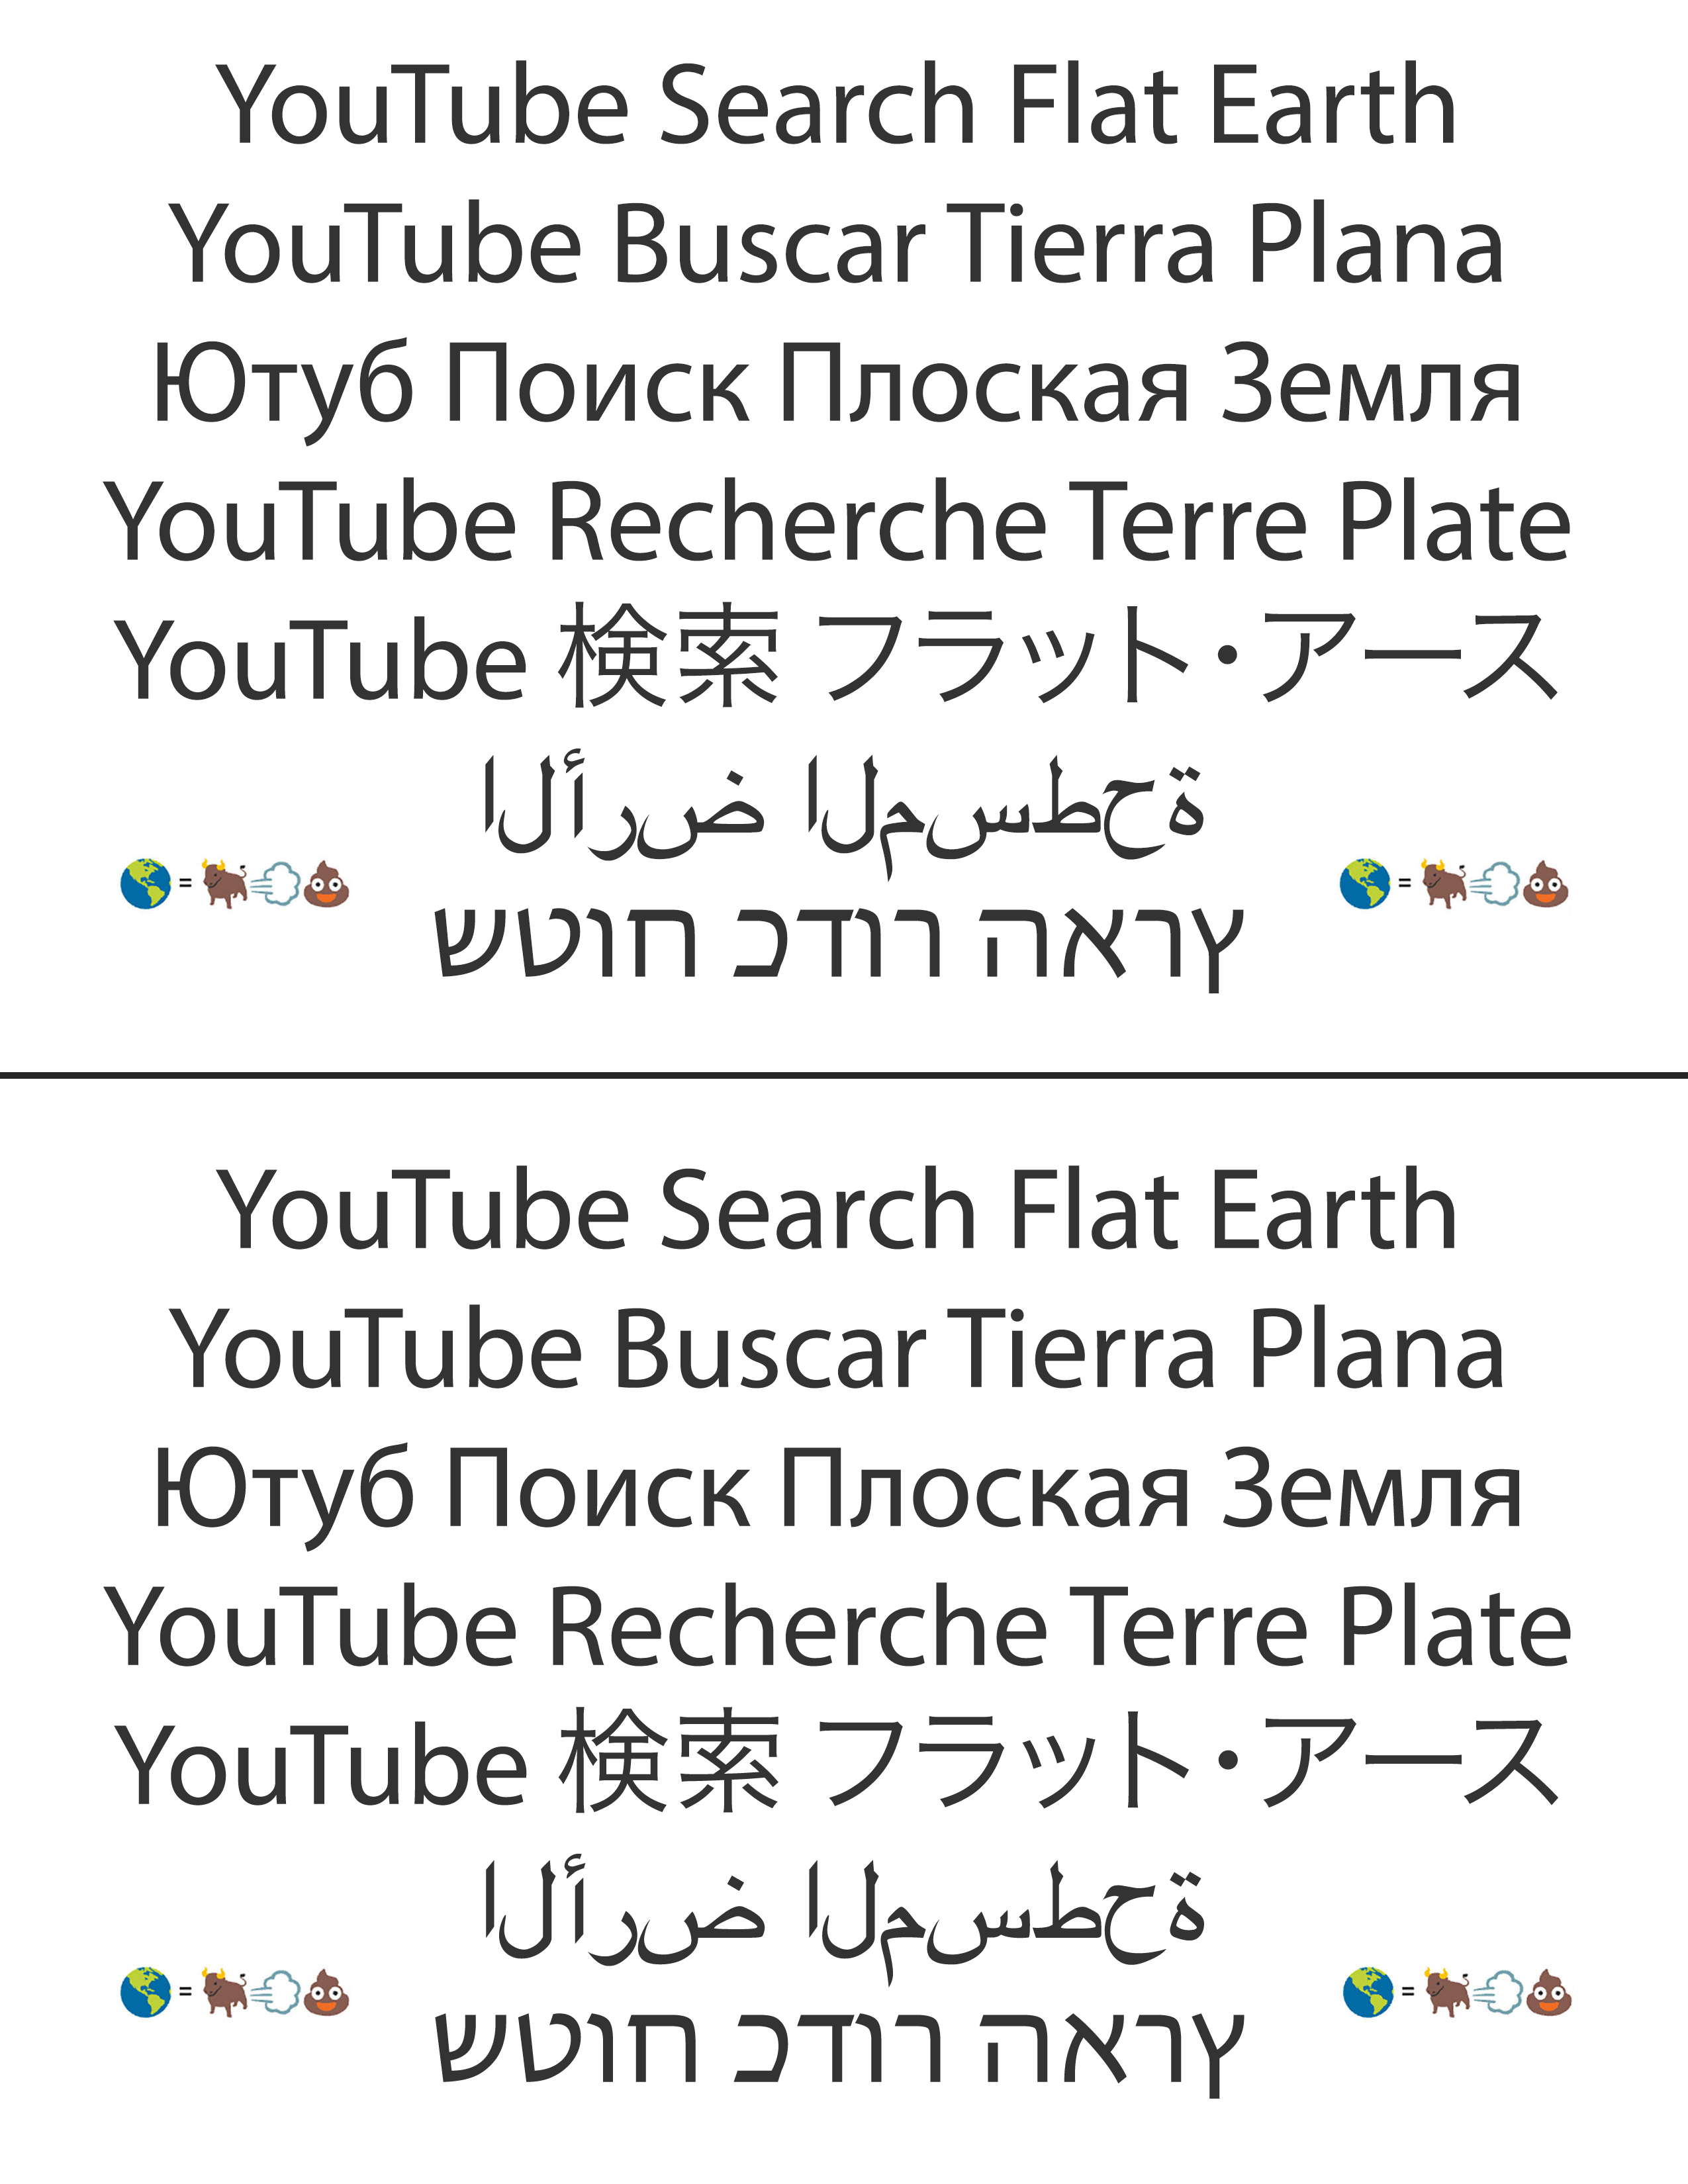 YouTube Search Flat Earth
YouTube Buscar Tierra Plana
Ютуб Поиск Плоская Земля
YouTube Recherche Terre Plate
YouTube 検索 フラット・アース
الأرض المسطحة
🌎=🐂💨💩 🌎=🐂💨💩
שטוח כדור הארץ
YouTube Search Flat Earth
YouTube Buscar Tierra Plana
Ютуб Поиск Плоская Земля
YouTube Recherche Terre Plate
YouTube 検索 フラット・アース
الأرض المسطحة
🌎=🐂💨💩 🌎=🐂💨💩
שטוח כדור הארץ